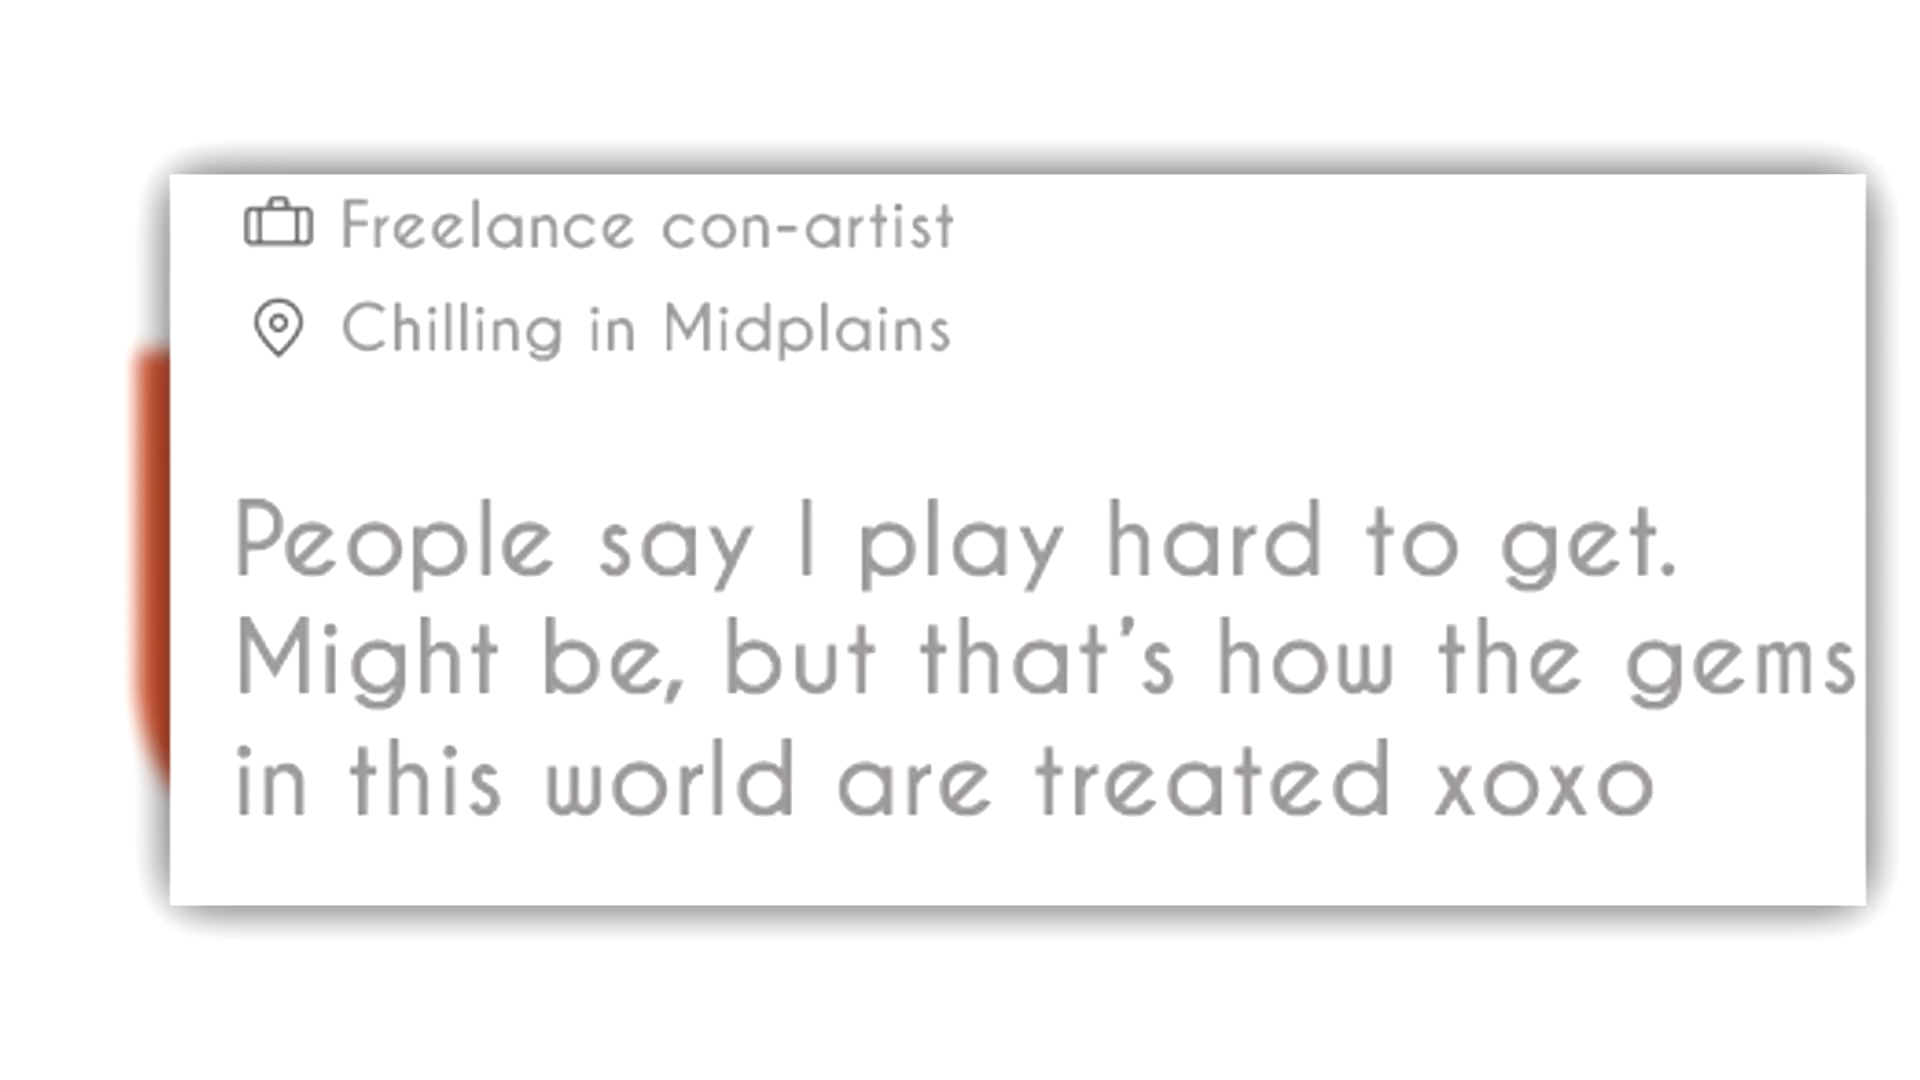 Freelance con-artist
Chilling in Midplains
People say I play hard to get.
Might be, but that's how the gems
in this world are treated xoxo